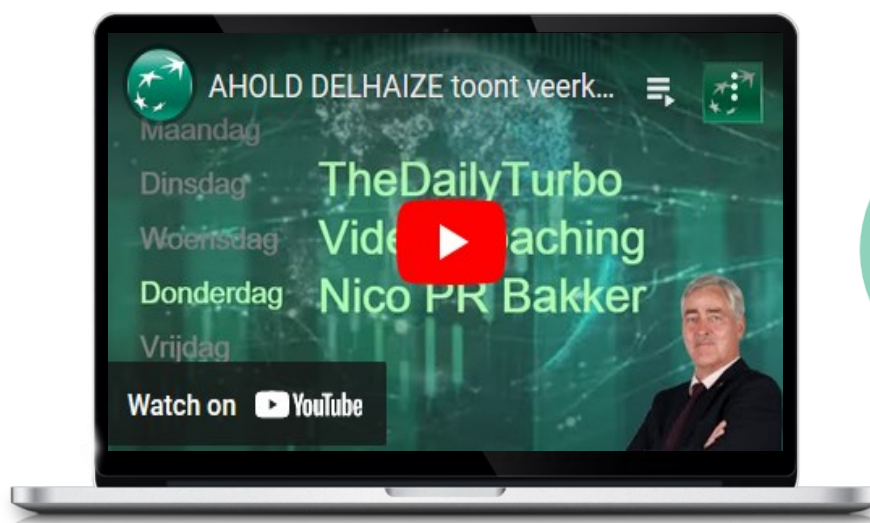 AHOLD DELHAIZE toont veerk...
Maandag
Dinsdag
Woensdag
Donderdag
Vrijdag
TheDailyTurbo
Nico PR Bakker
Watch on YouTube